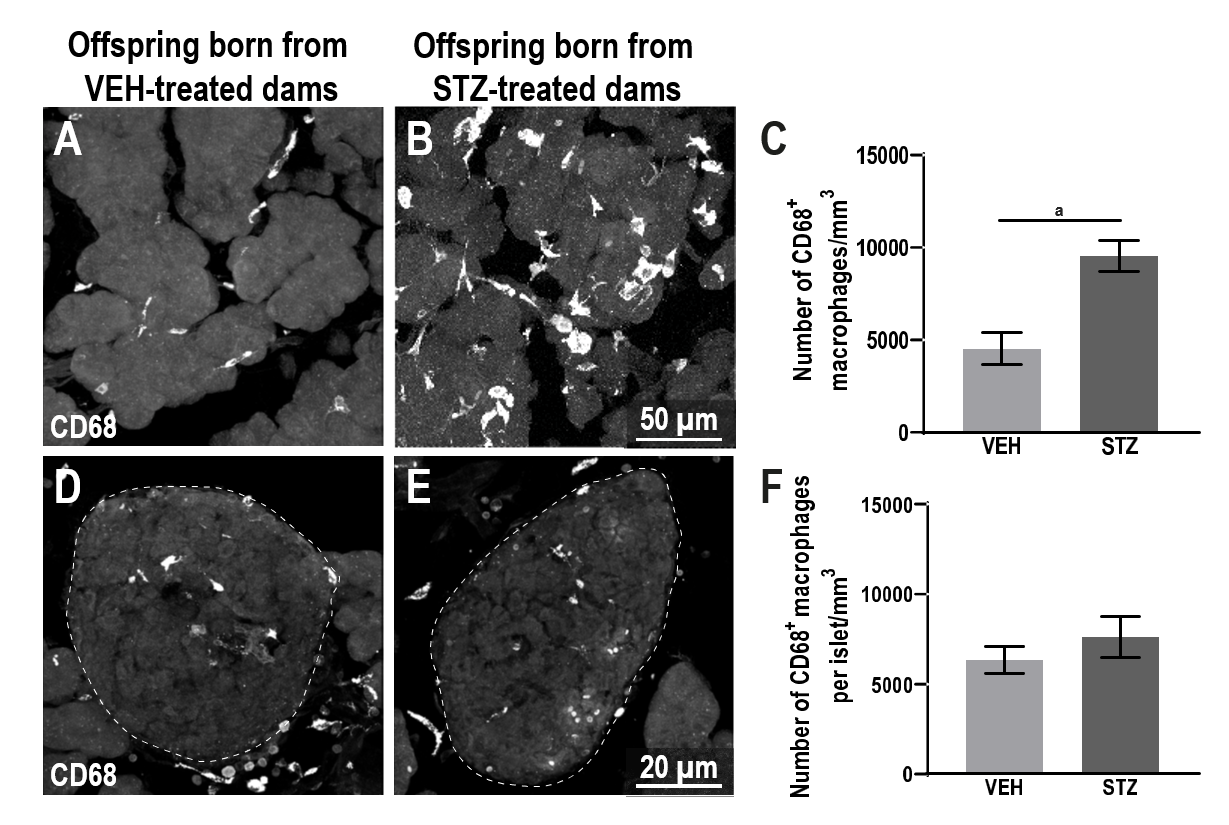 Offspring born from
VEH-treated dams
Offspring born from
STZ-treated dams
A
CD68
B
50 µm
C
Number of CD68⁺
macrophages/mm³
15000
10000
5000
0
a
VEH
STZ
D
CD68
E
20 µm
F
Number of CD68⁺ macrophages
per islet/mm³
15000
10000
5000
0
VEH
STZ